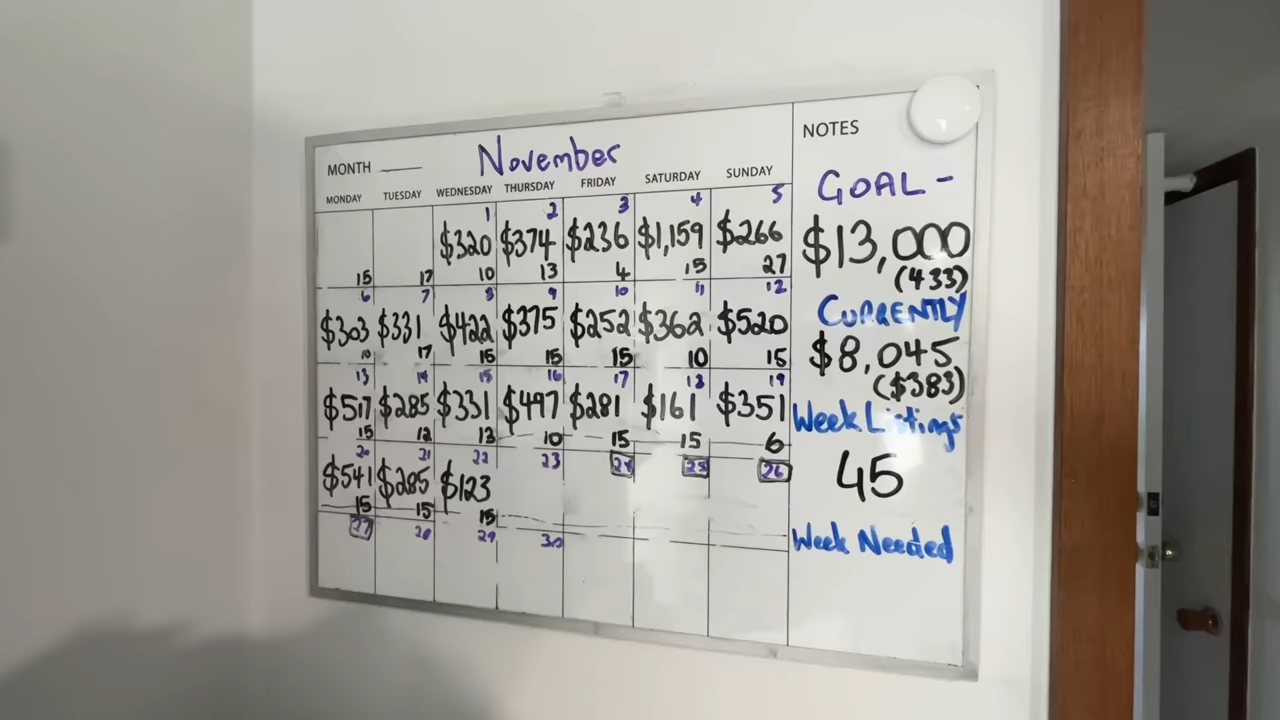 MONTH November
MONDAY TUESDAY WEDNESDAY THURSDAY FRIDAY SATURDAY SUNDAY
1 2 3 4 5
$320 $374 $236 $1,159 $266
15 17 10 13 4 15 27
6 7 8 9 10 11 12
$303 $331 $422 $375 $252 $362 $520
10 17 15 15 15 10 15
13 14 15 16 17 18 19
$517 $285 $331 $497 $281 $161 $351
15 12 13 10 15 15 6
20 21 22 23 24 25 26
$541 $285 $123
15 15 15
27 28 29 30
NOTES
GOAL-
$13,000
(433)
CURRENTLY
$8,045
($383)
Week Listings
45
Week Needed